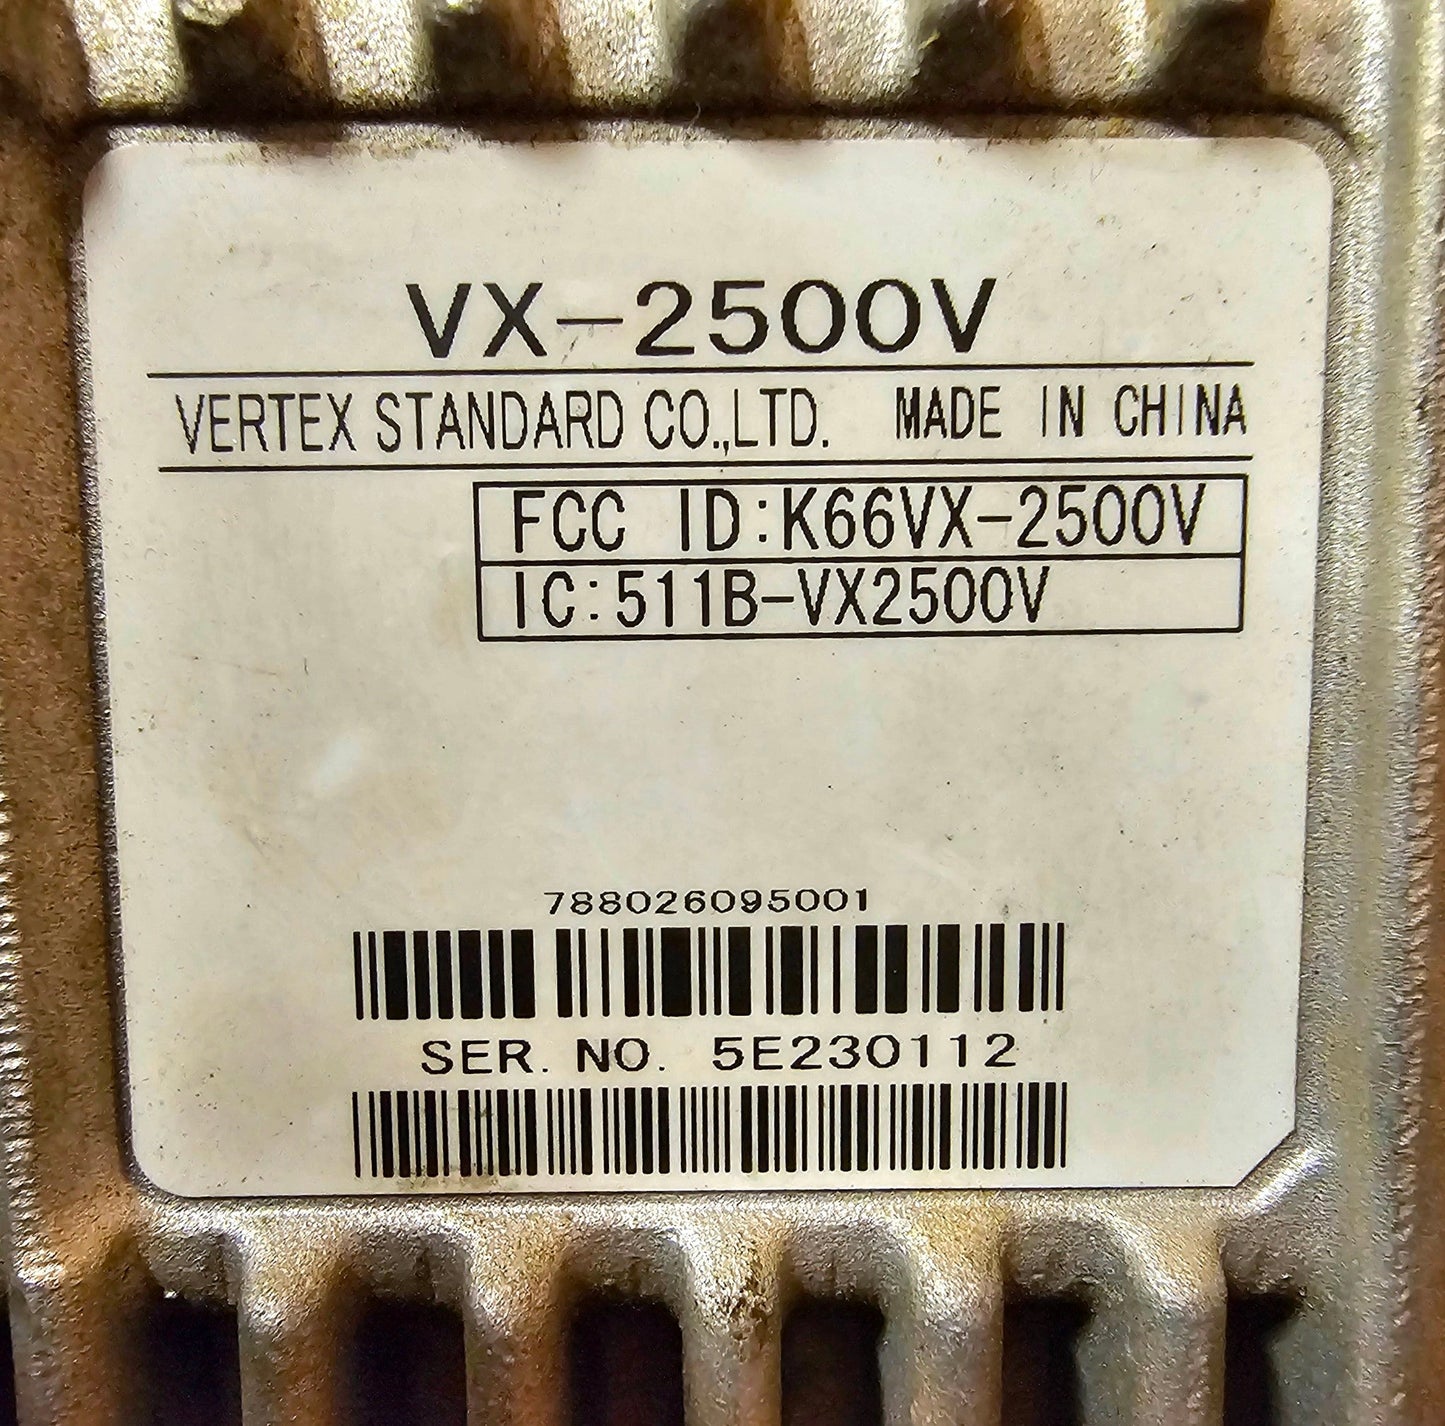 VX-2500V
VERTEX STANDARD CO.,LTD. MADE IN CHINA
FCC ID:K66VX-2500V
IC:511B-VX2500V
788026095001
SER. NO. 5E230112